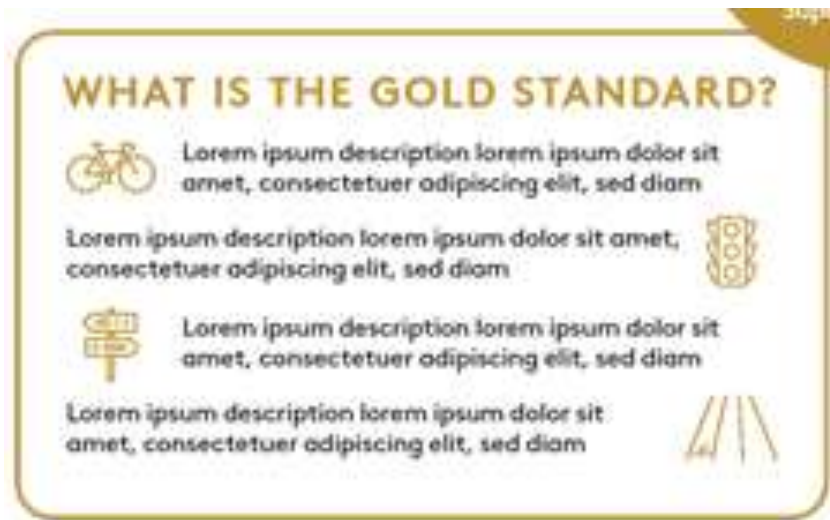 WHAT IS THE GOLD STANDARD?
Lorem ipsum description lorem ipsum dolor sit
amet, consectetuer adipiscing elit, sed diam
Lorem ipsum description lorem ipsum dolor sit amet,
consectetuer adipiscing elit, sed diam
Lorem ipsum description lorem ipsum dolor sit
amet, consectetuer adipiscing elit, sed diam
Lorem ipsum description lorem ipsum dolor sit
amet, consectetuer adipiscing elit, sed diam